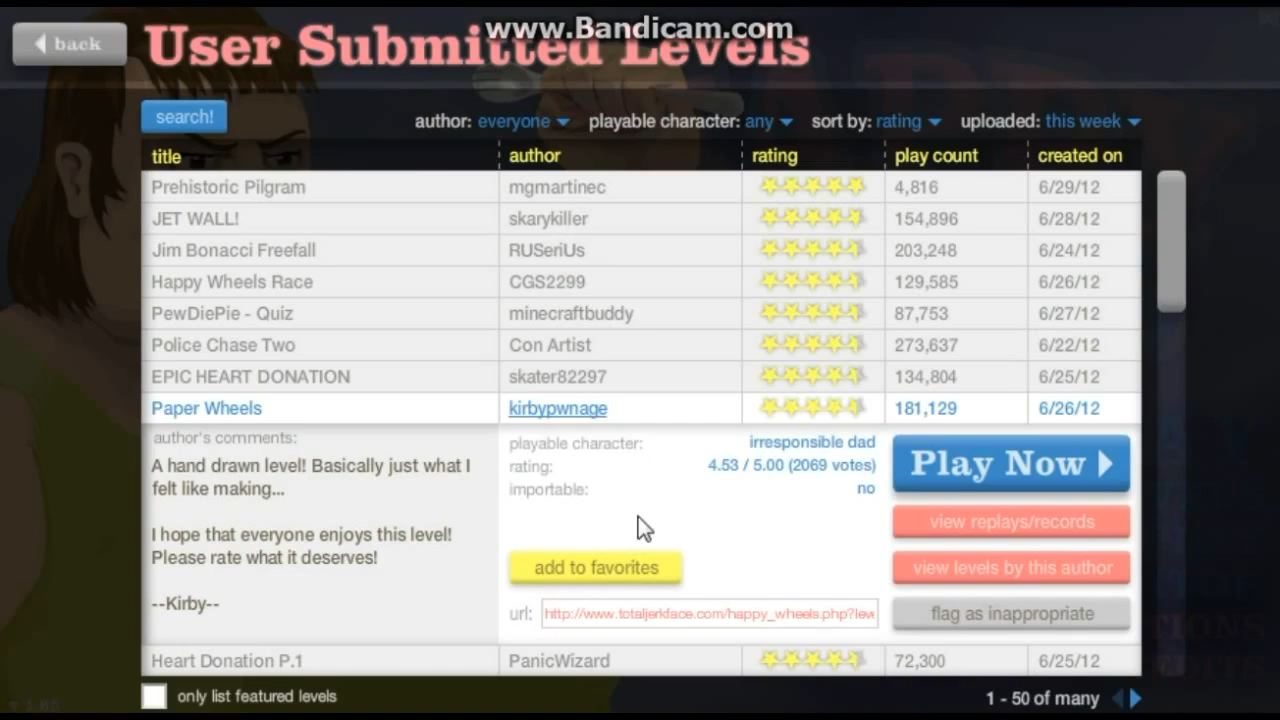 www.Bandicam.com
back
User Submitted Levels
search!
author: everyone playable character: any sort by: rating uploaded: this week
title author rating play count created on
Prehistoric Pilgram mgmartinec 4,816 6/29/12
JET WALL! skarykiller 154,896 6/28/12
Jim Bonacci Freefall RUSeriUs 203,248 6/24/12
Happy Wheels Race CGS2299 129,585 6/26/12
PewDiePie - Quiz minecraftbuddy 87,753 6/27/12
Police Chase Two Con Artist 273,637 6/22/12
EPIC HEART DONATION skater82297 134,804 6/25/12
Paper Wheels kirbypwnage 181,129 6/26/12
author's comments:
A hand drawn level! Basically just what I
felt like making...
I hope that everyone enjoys this level!
Please rate what it deserves!
--Kirby--
playable character: irresponsible dad
rating: 4.53 / 5.00 (2069 votes)
importable: no
add to favorites
url: http://www.totaljerkface.com/happy_wheels.php?lev
Play Now
view replays/records
view levels by this author
flag as inappropriate
Heart Donation P.1 PanicWizard 72,300 6/25/12
only list featured levels
1 - 50 of many